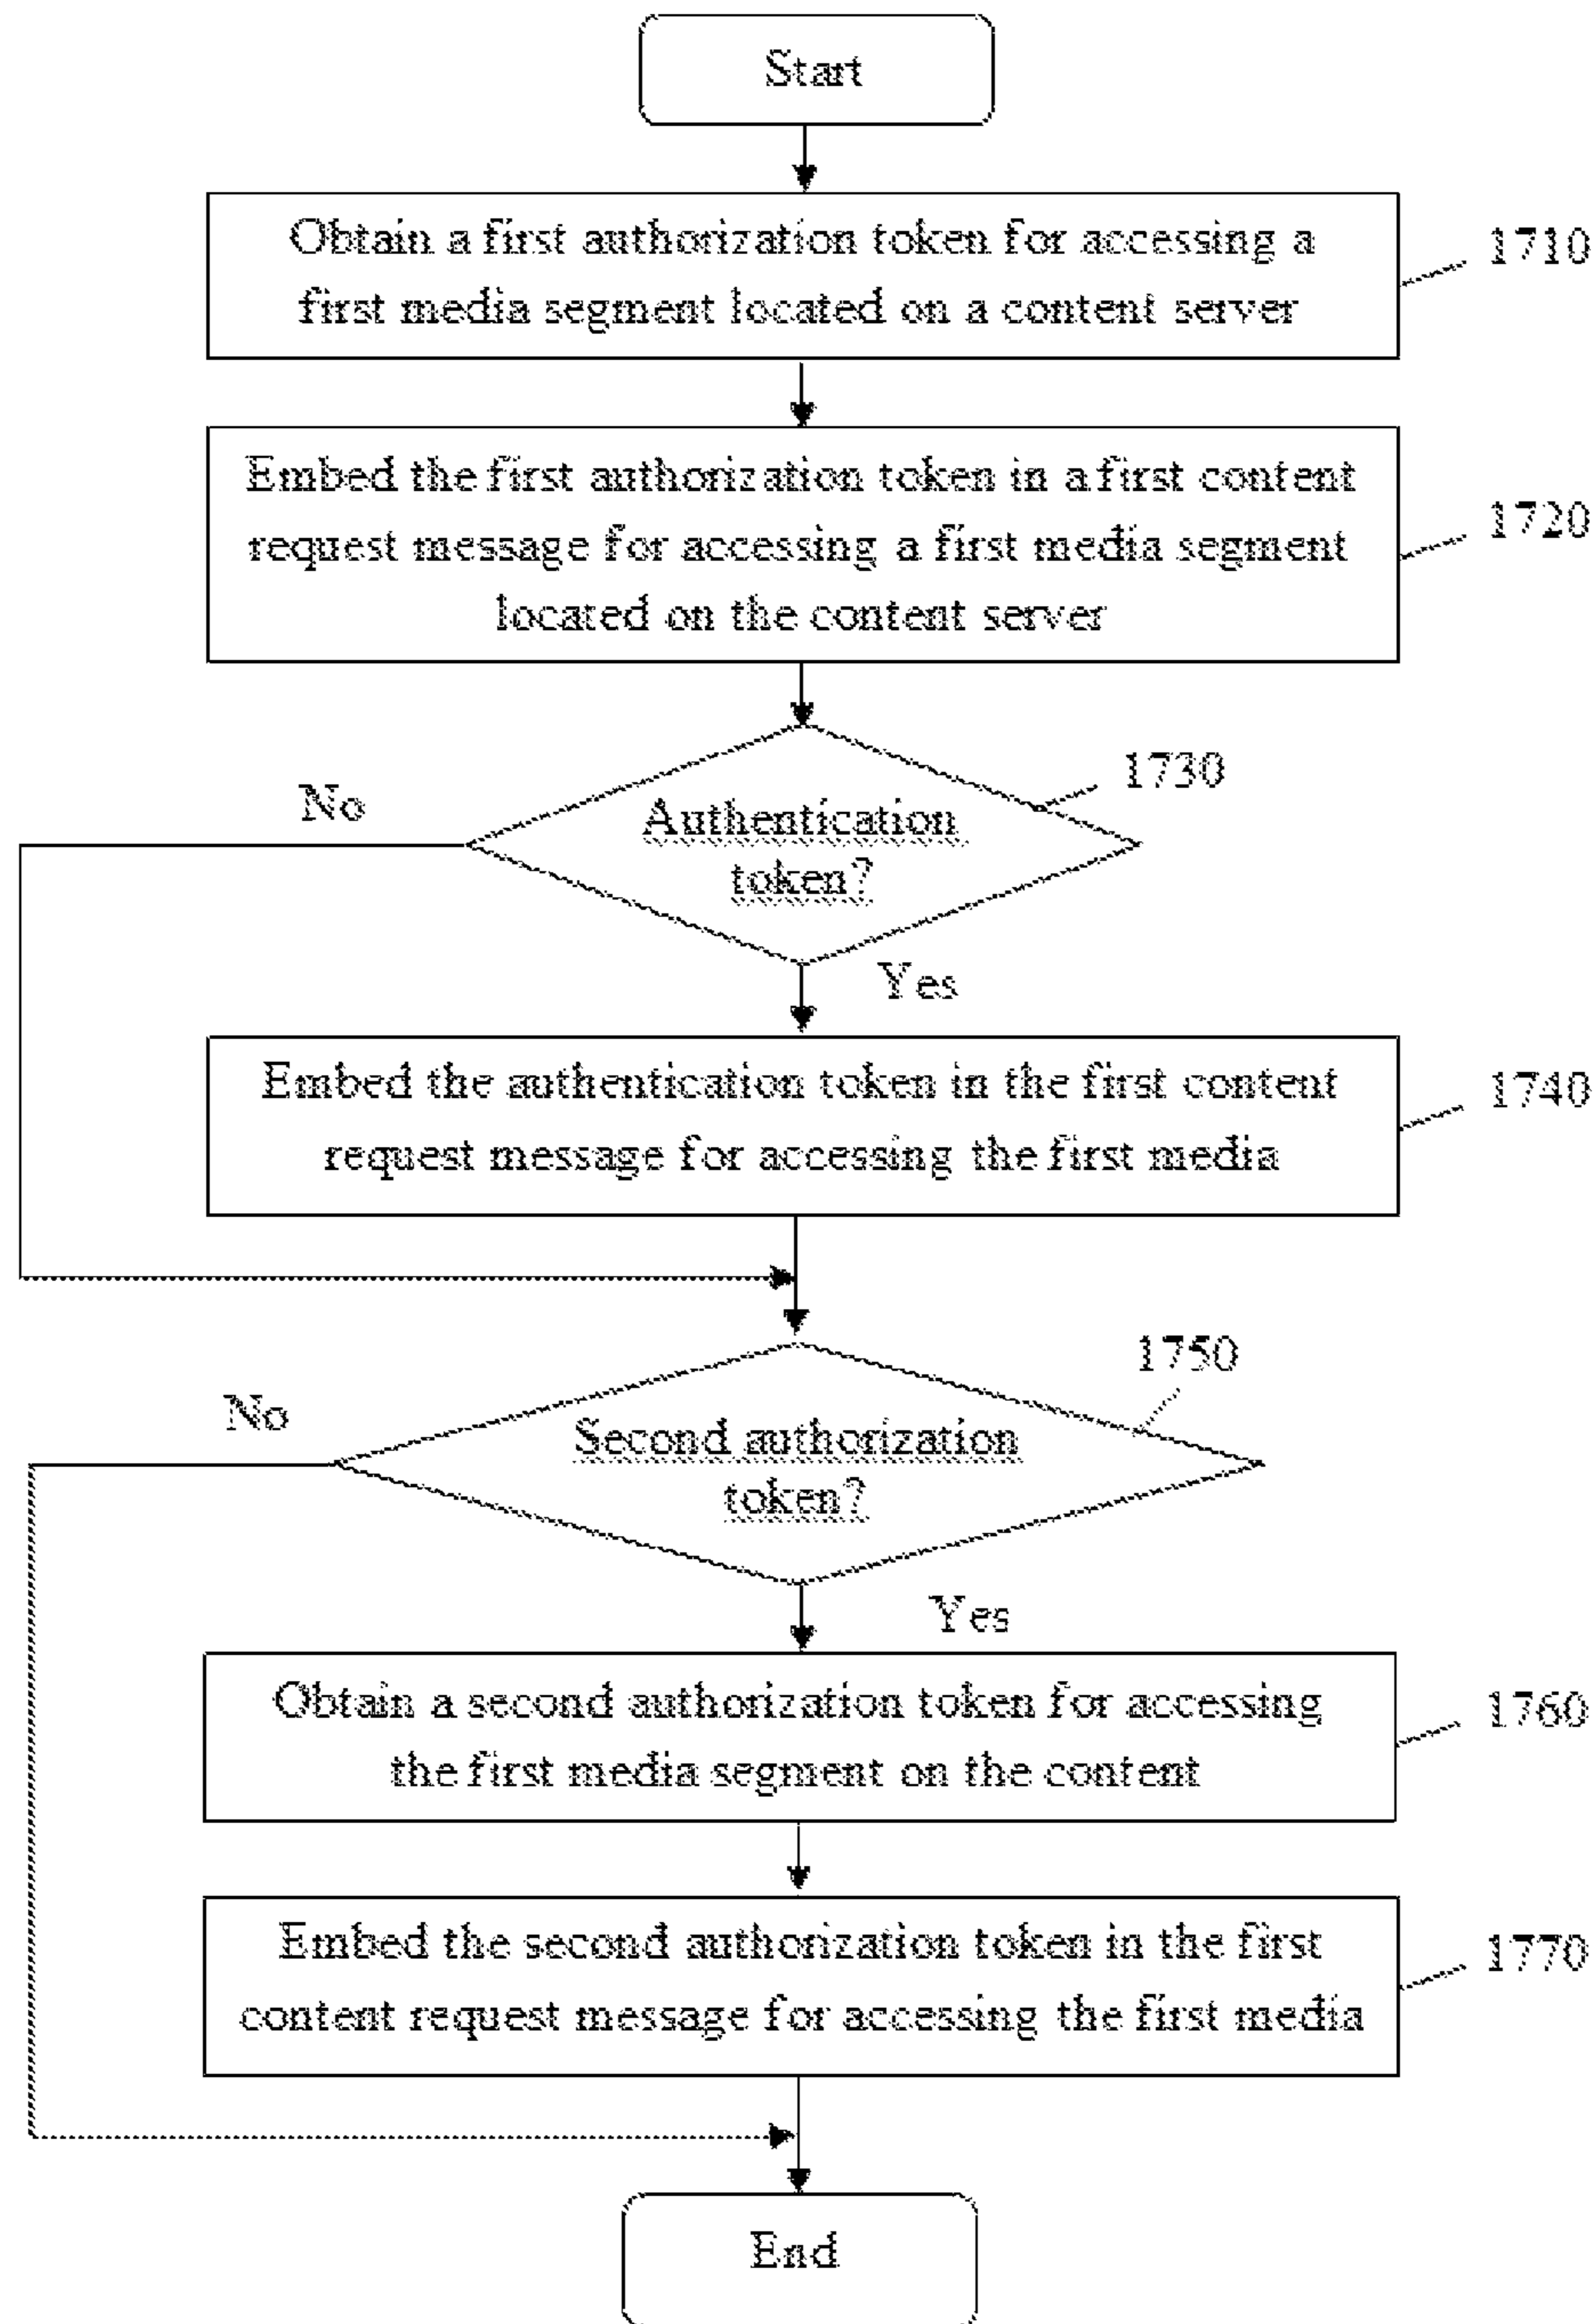 Start
Obtain a first authorization token for accessing a
first media segment located on a content server
1710
Embed the first authorization token in a first content
request message for accessing a first media segment
located on the content server
1720
No
1730
Authentication
token?
Yes
Embed the authentication token in the first content
request message for accessing the first media
1740
1750
No
Second authorization
token?
Yes
Obtain a second authorization token for accessing
the first media segment on the content
1760
Embed the second authorization token in the first
content request message for accessing the first media
1770
End